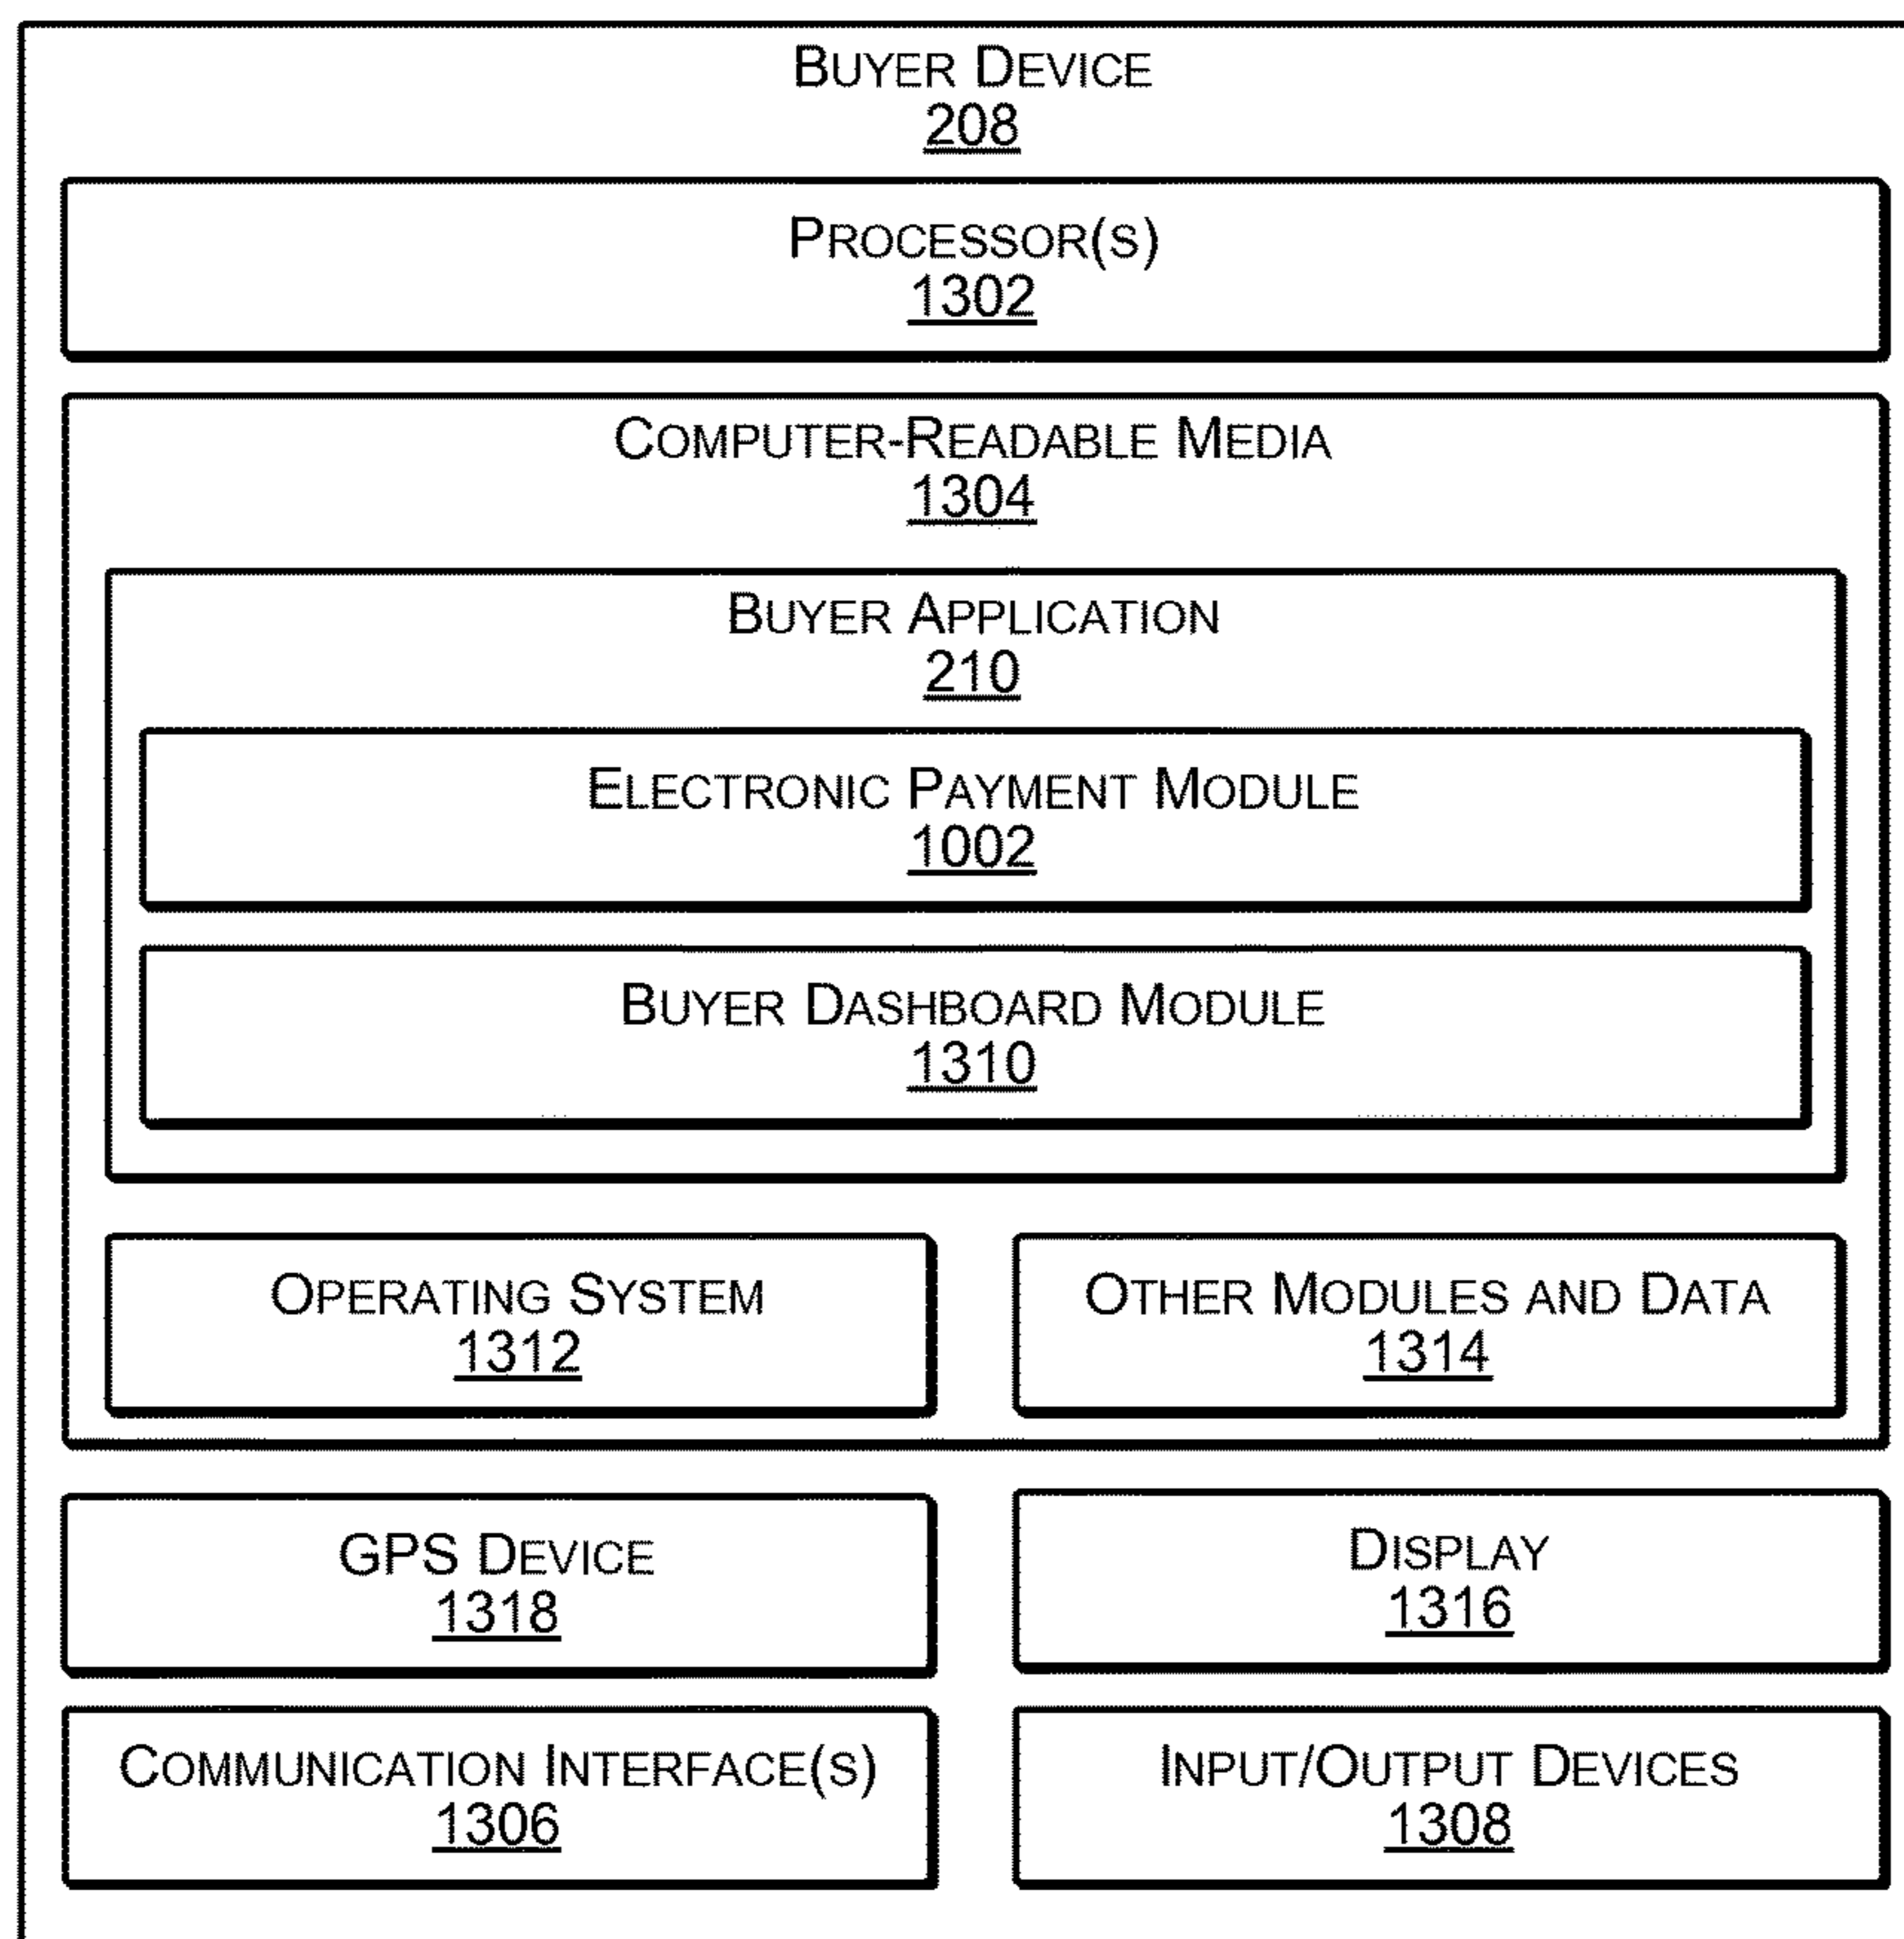 BUYER DEVICE
208
PROCESSOR(S)
1302
COMPUTER-READABLE MEDIA
1304
BUYER APPLICATION
210
ELECTRONIC PAYMENT MODULE
1002
BUYER DASHBOARD MODULE
1310
OPERATING SYSTEM
1312
OTHER MODULES AND DATA
1314
GPS DEVICE
1318
DISPLAY
1316
COMMUNICATION INTERFACE(S)
1306
INPUT/OUTPUT DEVICES
1308